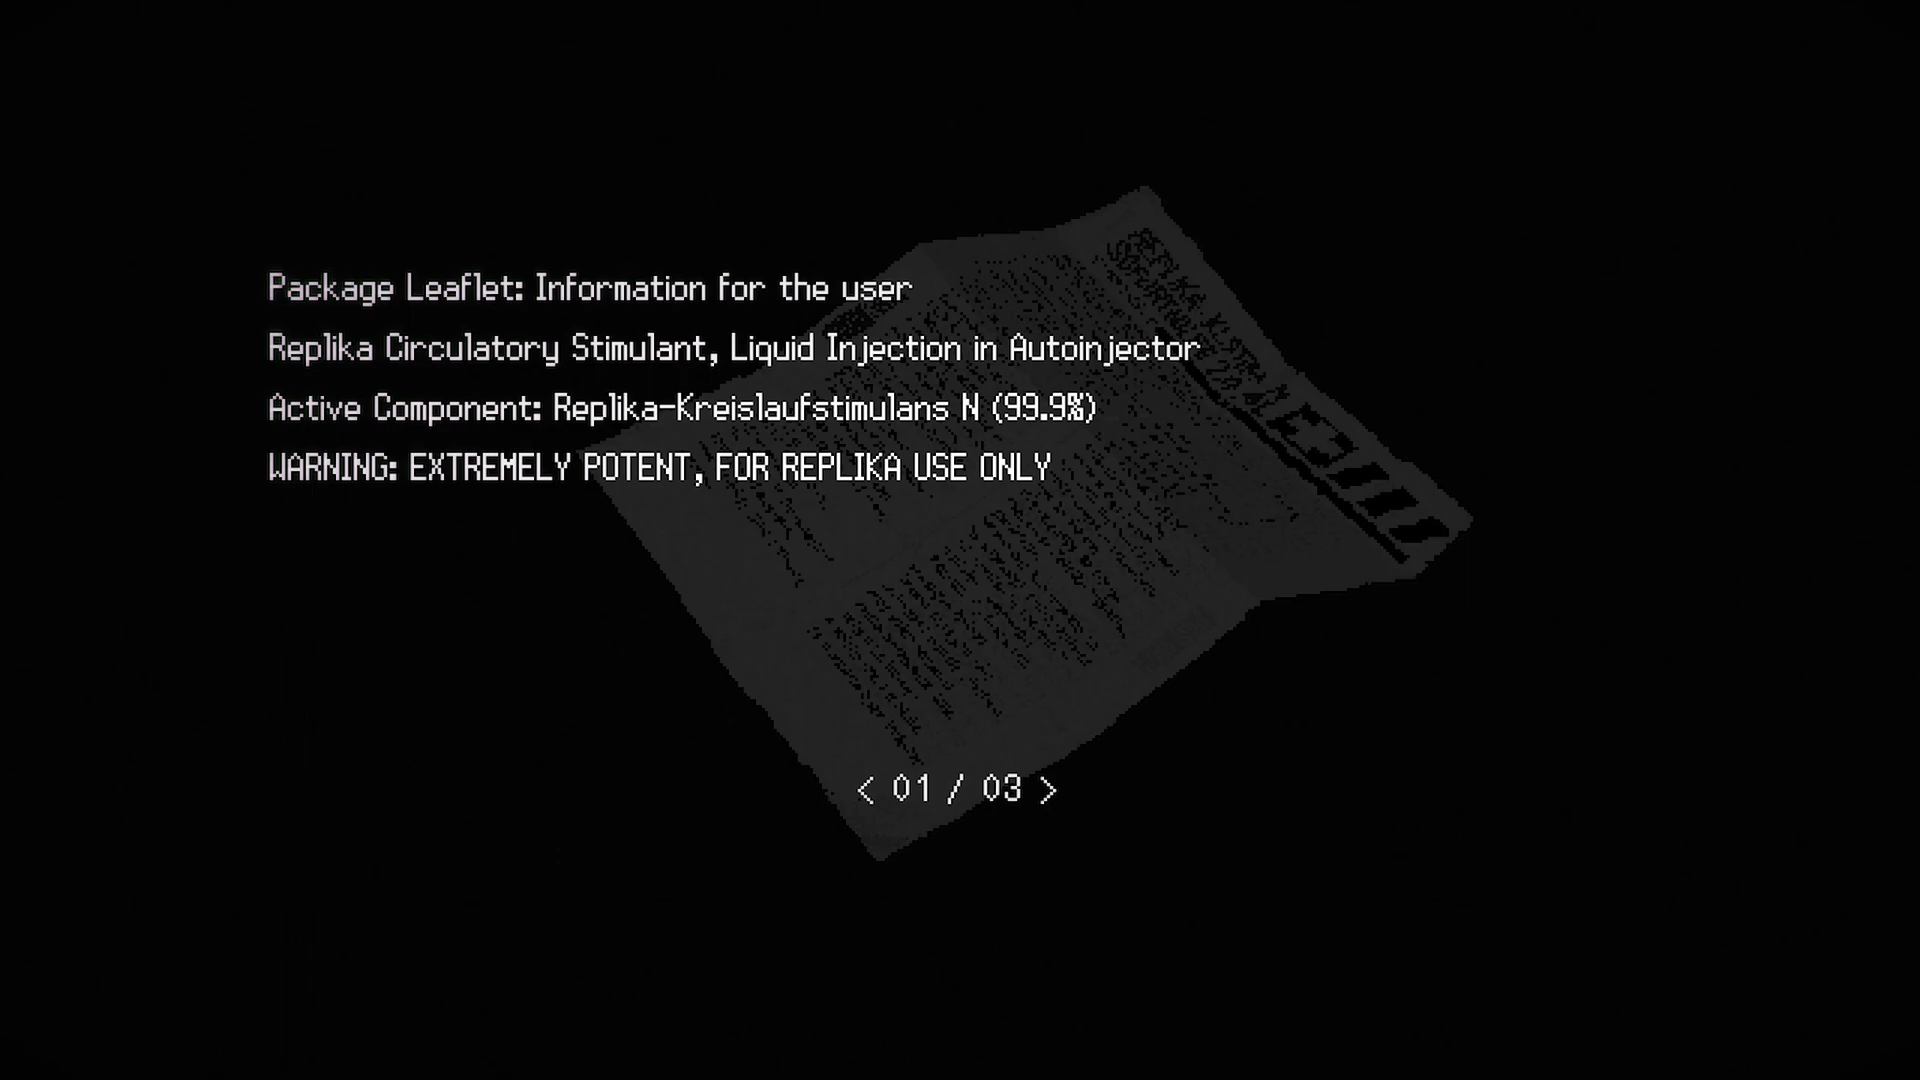 Package Leaflet: Information for the user
Replika Circulatory Stimulant, Liquid Injection in Autoinjector
Active Component: Replika-Kreislaufstimulans N (99.9%)
WARNING: EXTREMELY POTENT, FOR REPLIKA USE ONLY
< 01 / 03 >